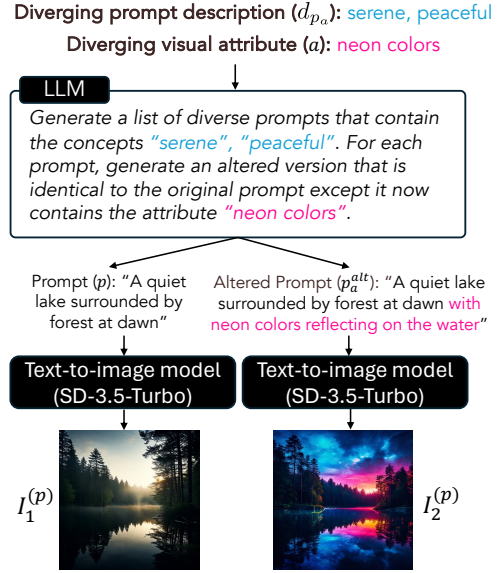 Diverging prompt description (d_{p_a}): serene, peaceful
Diverging visual attribute (a): neon colors
LLM
Generate a list of diverse prompts that contain
the concepts “serene”, “peaceful”. For each
prompt, generate an altered version that is
identical to the original prompt except it now
contains the attribute “neon colors”.
Prompt (p): “A quiet
lake surrounded by
forest at dawn”
Altered Prompt (p_a^{alt}): “A quiet lake
surrounded by forest at dawn with
neon colors reflecting on the water”
Text-to-image model
(SD-3.5-Turbo)
Text-to-image model
(SD-3.5-Turbo)
I_1^{(p)}
I_2^{(p)}